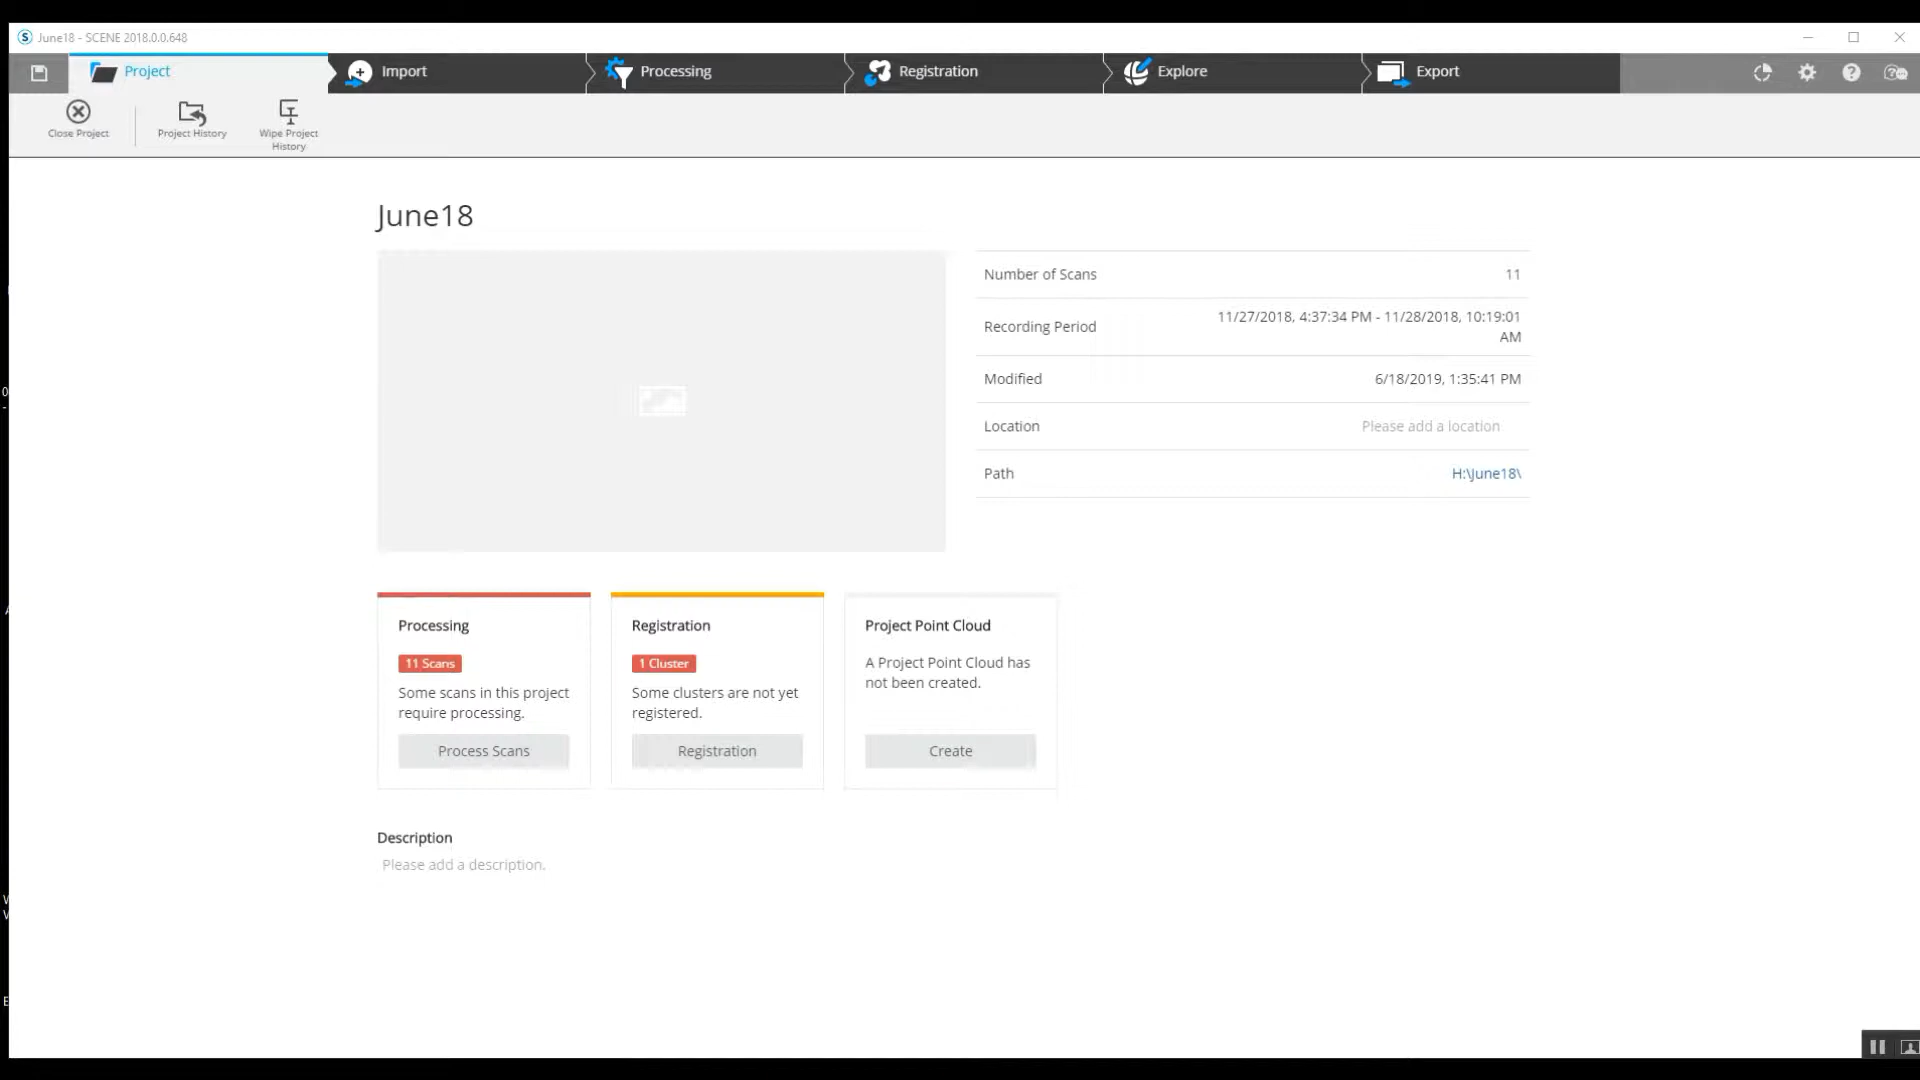 June18 - SCENE 2018.0.0.648
Project
Import
Processing
Registration
Explore
Export
Close Project
Project History
Wipe Project
History
June18
Number of Scans 11
Recording Period 11/27/2018, 4:37:34 PM - 11/28/2018, 10:19:01
AM
Modified 6/18/2019, 1:35:41 PM
Location Please add a location
Path H:\June18\
Processing
11 Scans
Some scans in this project
require processing.
Process Scans
Registration
1 Cluster
Some clusters are not yet
registered.
Registration
Project Point Cloud
A Project Point Cloud has
not been created.
Create
Description
Please add a description.